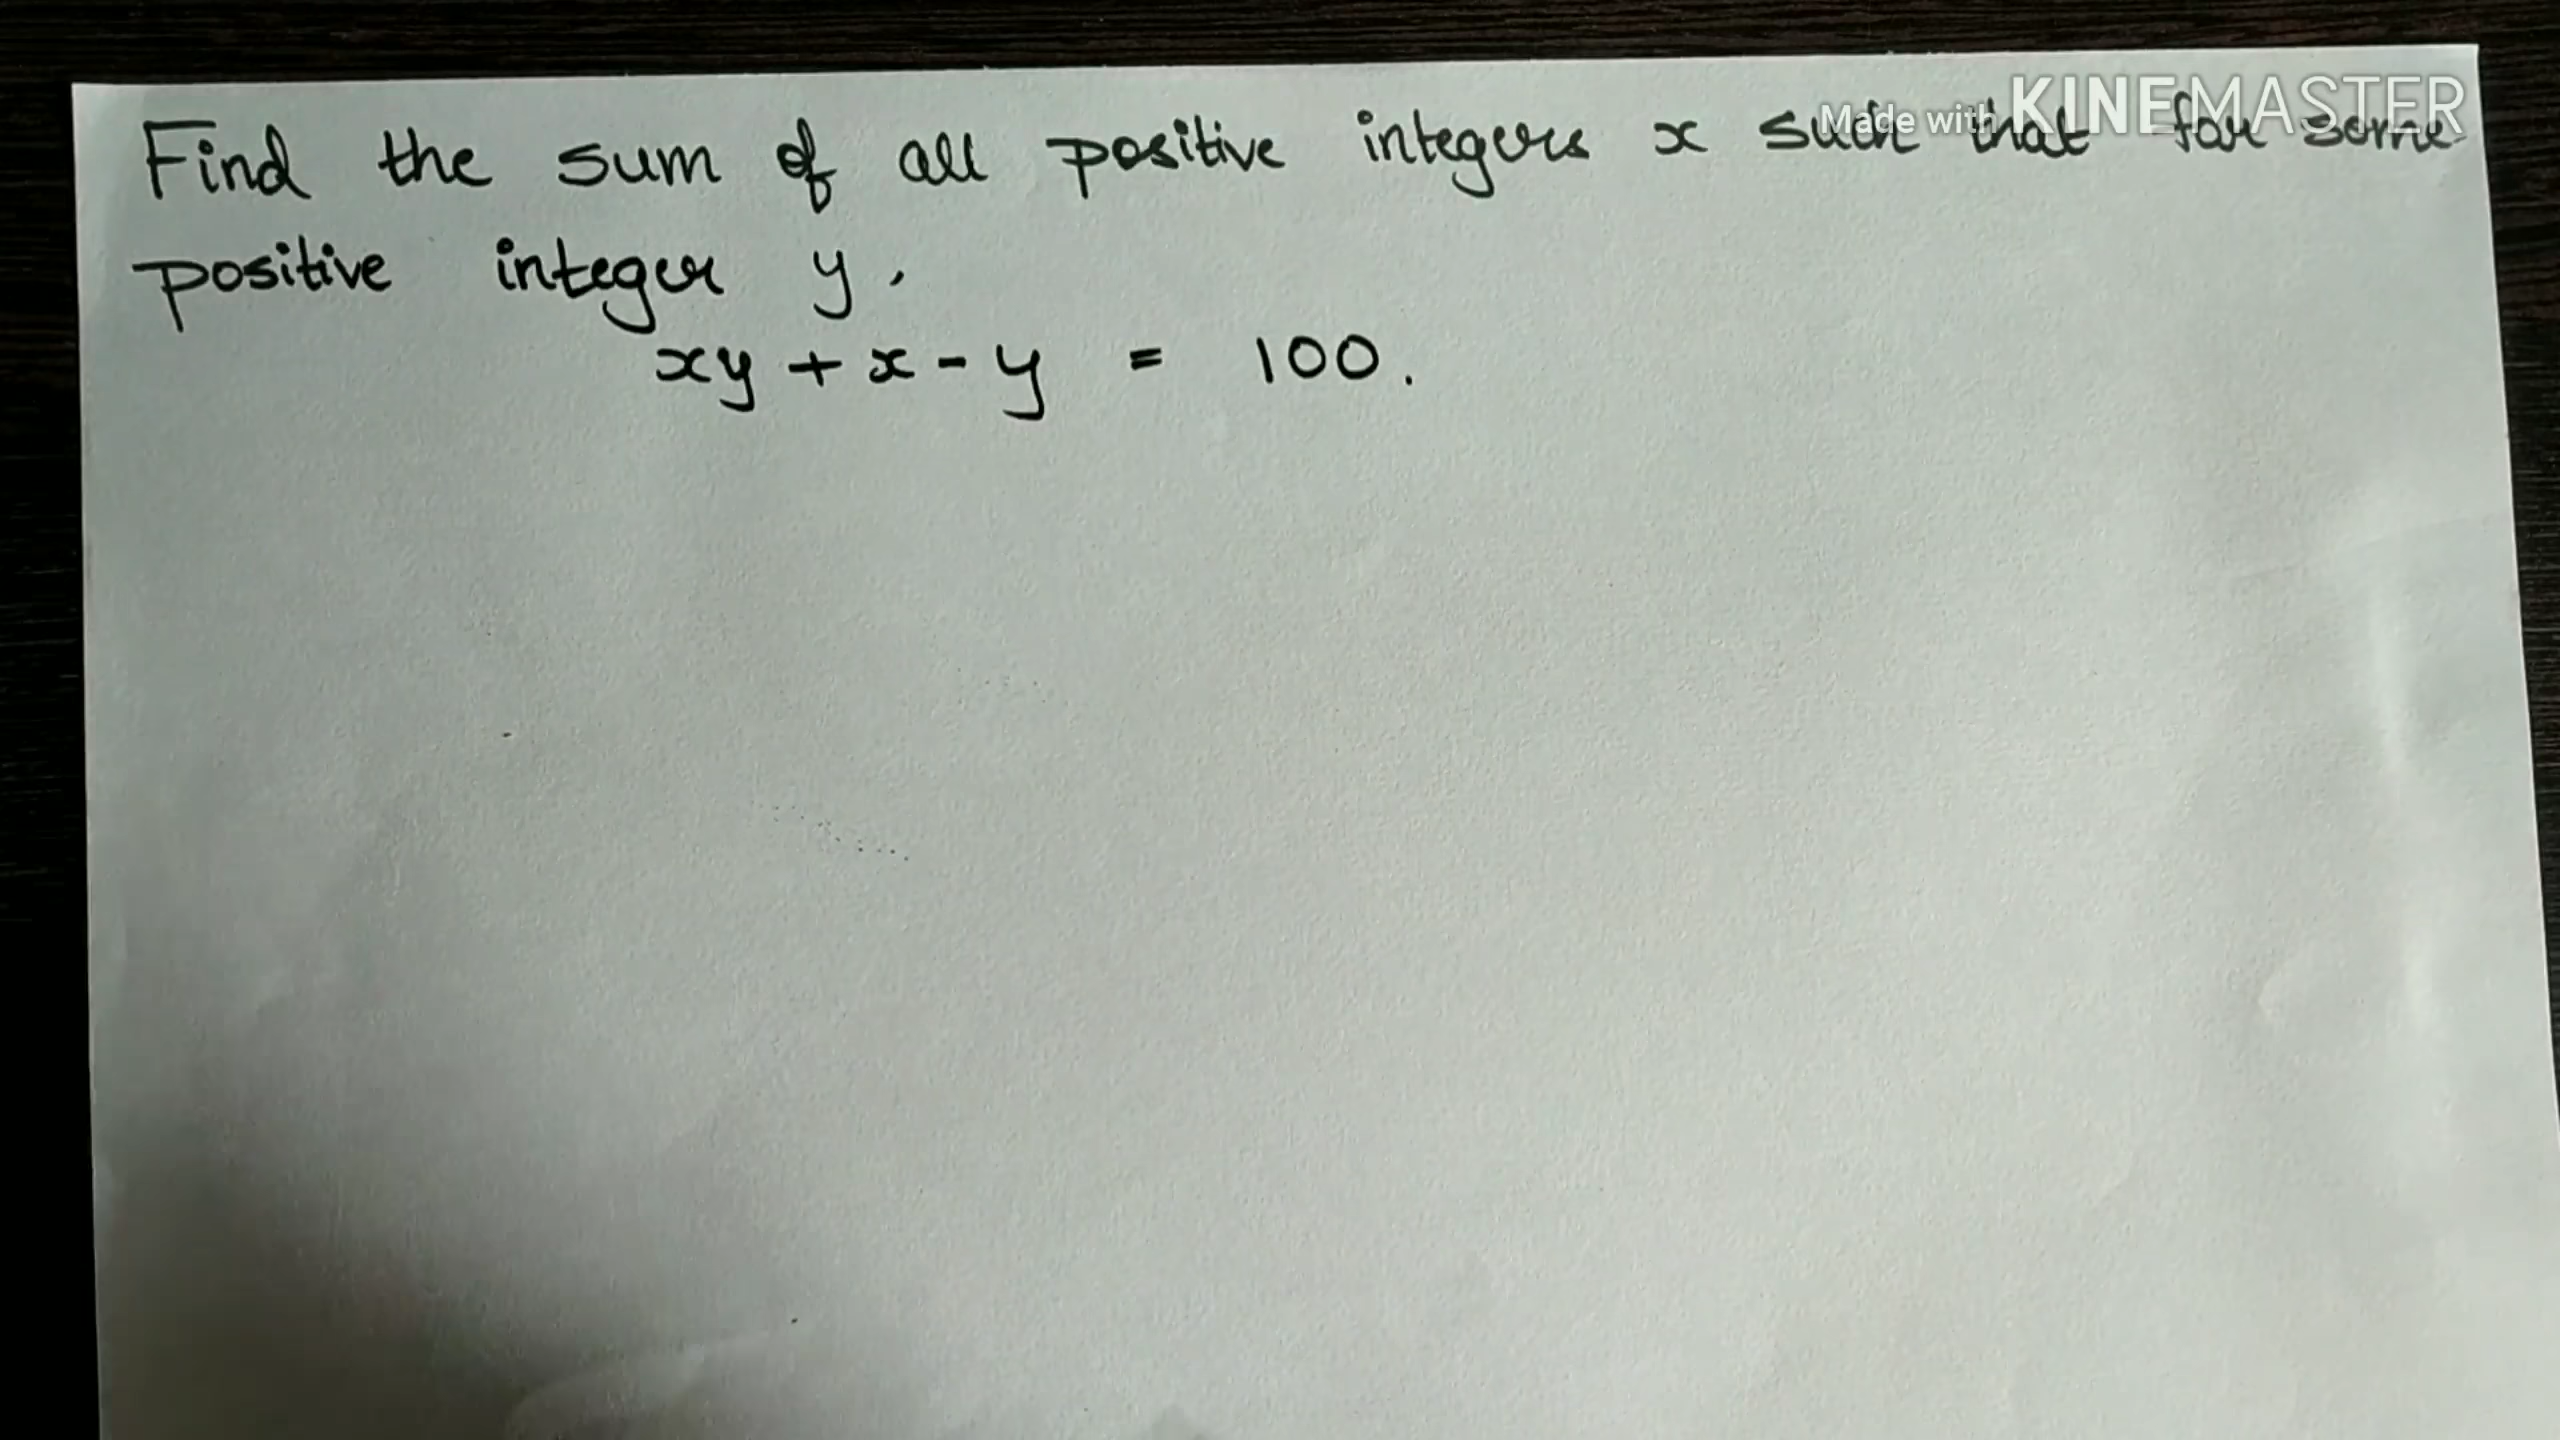 Made with KINEMASTER
Find the sum of all positive integers x such that for some
positive integer y,
xy + x - y = 100.